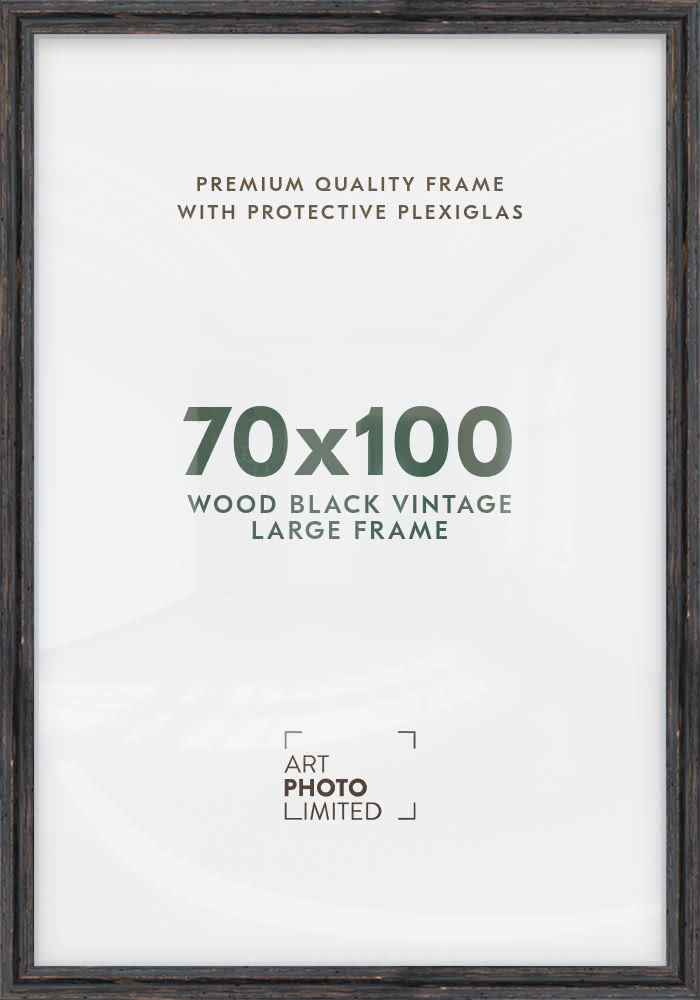 PREMIUM QUALITY FRAME
WITH PROTECTIVE PLEXIGLAS
70x100
WOOD BLACK VINTAGE
LARGE FRAME
ART
PHOTO
LIMITED